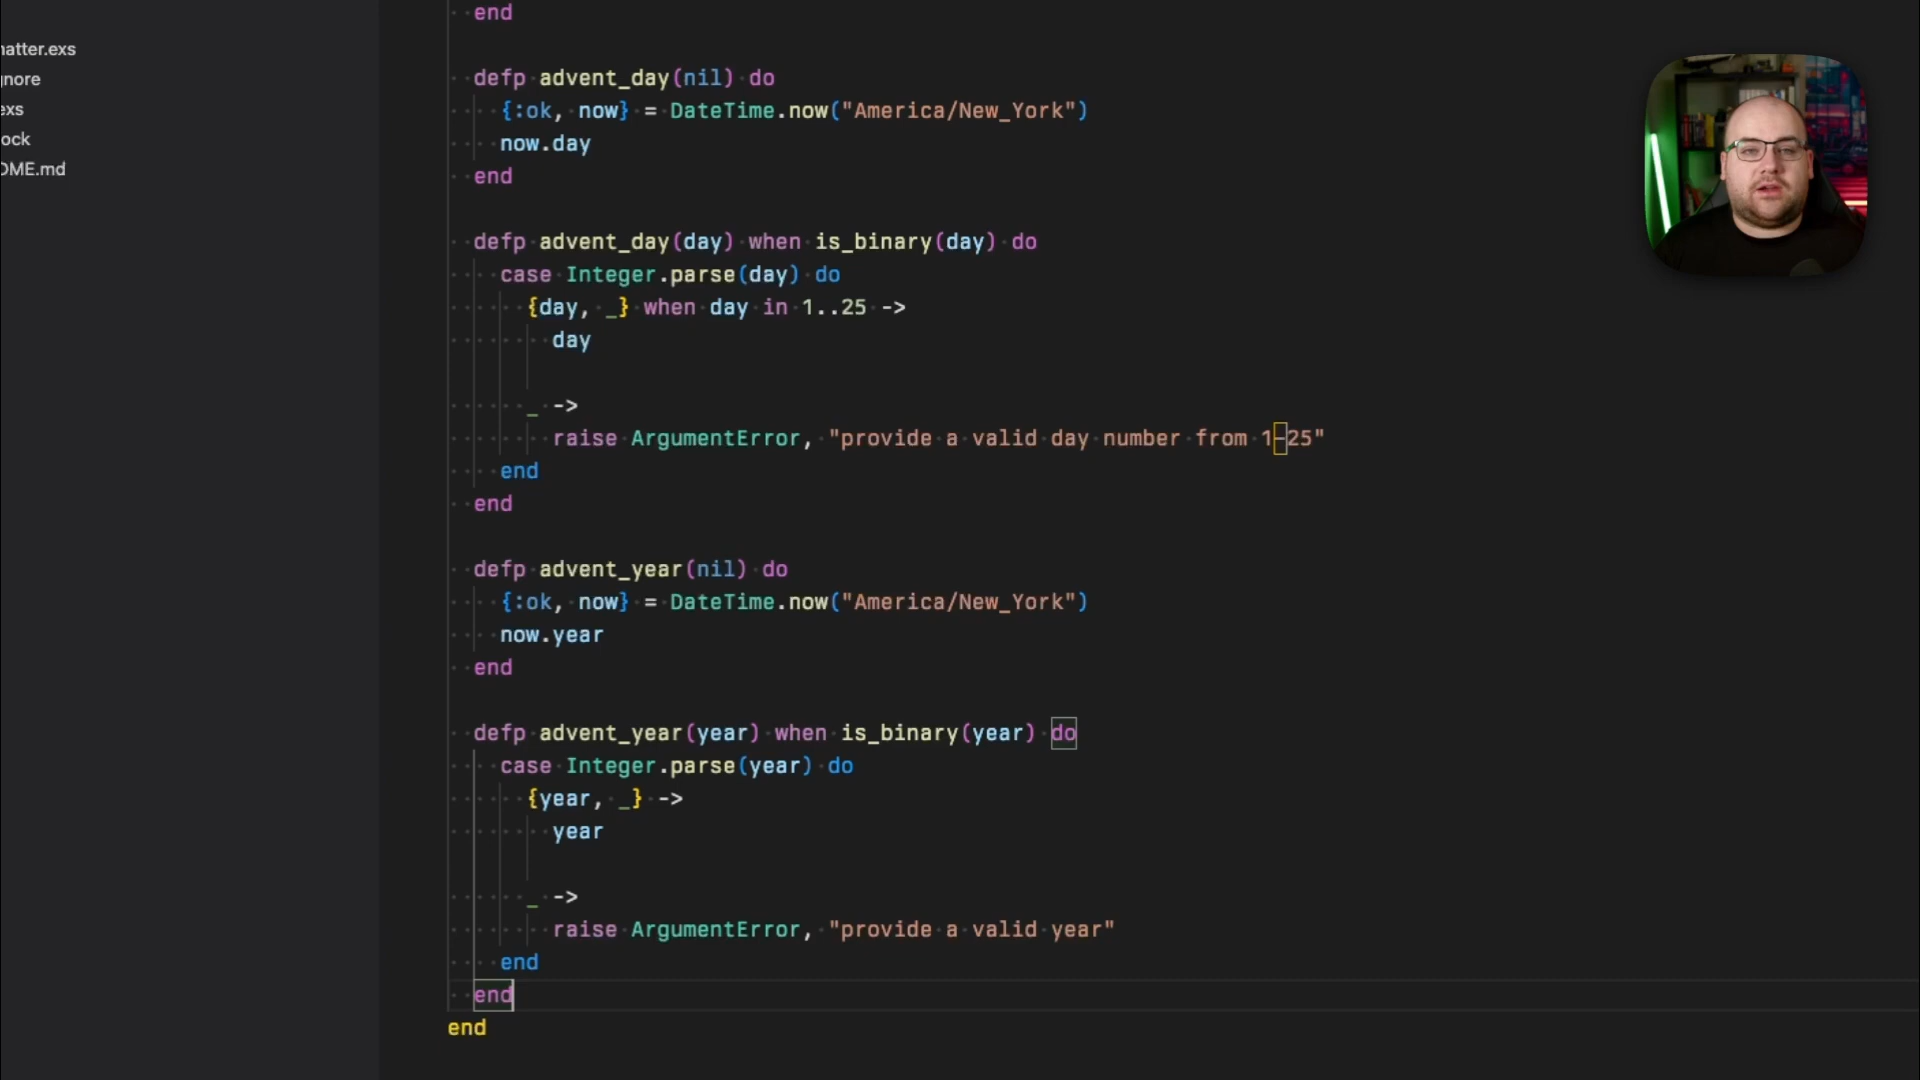 end
matter.exs
gnore
exs
ock
OME.md
defp advent_day(nil) do
{:ok, now} = DateTime.now("America/New_York")
now.day
end
defp advent_day(day) when is_binary(day) do
case Integer.parse(day) do
{day, _} when day in 1..25 ->
day
_ ->
raise ArgumentError, "provide a valid day number from 1–25"
end
end
defp advent_year(nil) do
{:ok, now} = DateTime.now("America/New_York")
now.year
end
defp advent_year(year) when is_binary(year) do
case Integer.parse(year) do
{year, _} ->
year
_ ->
raise ArgumentError, "provide a valid year"
end
end
end